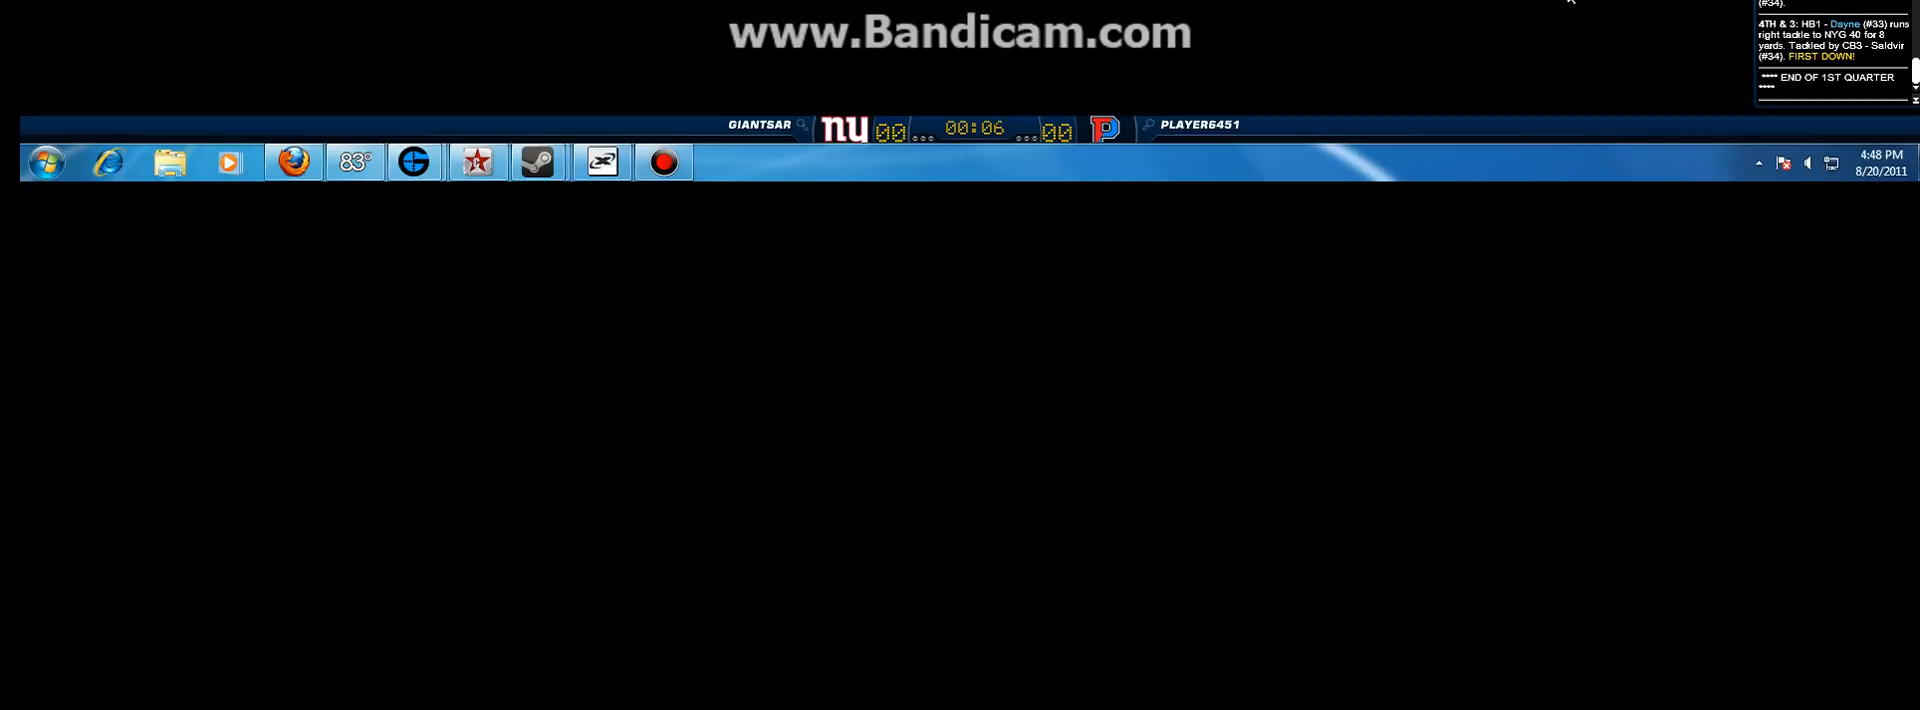 www.Bandicam.com
(#34).
4TH & 3: HB1 - Dayne (#33) runs
right tackle to NYG 40 for 8
yards. Tackled by CB3 - Saldvir
(#34). FIRST DOWN!
**** END OF 1ST QUARTER
****
GIANTSAR
ny
00
00:06
00
P
PLAYER6451
83°
4:48 PM
8/20/2011